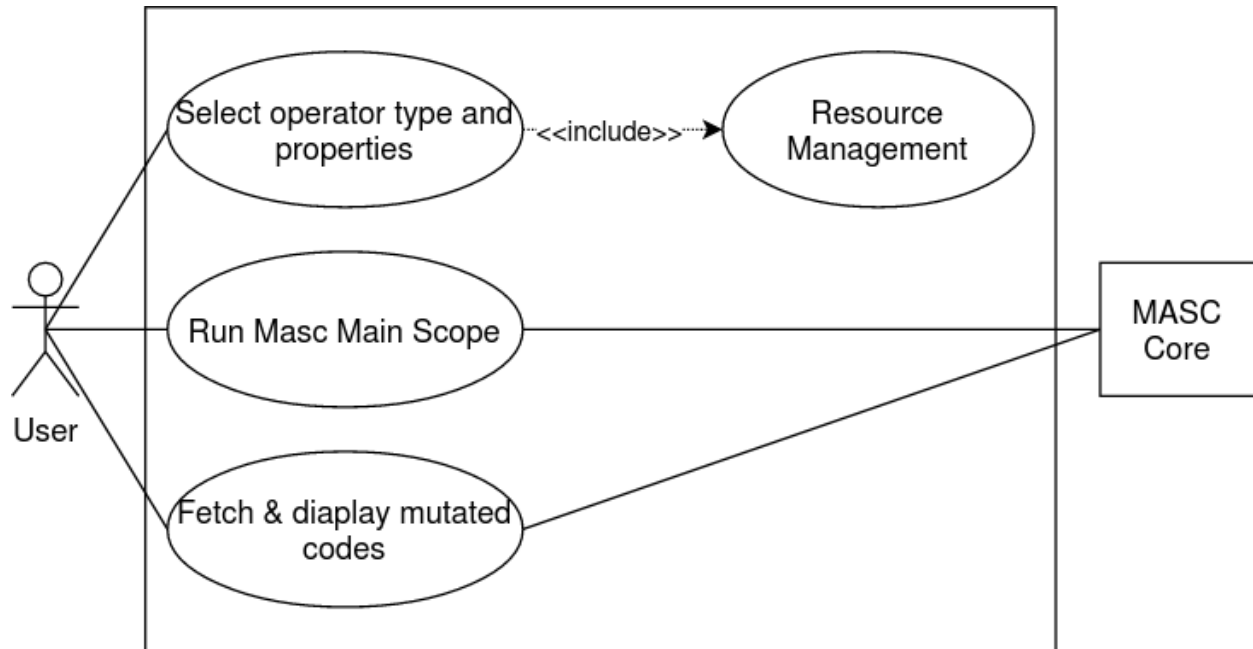 Select operator type and
properties
<<include>>
Resource
Management
Run Masc Main Scope
MASC
Core
User
Fetch & diaplay mutated
codes